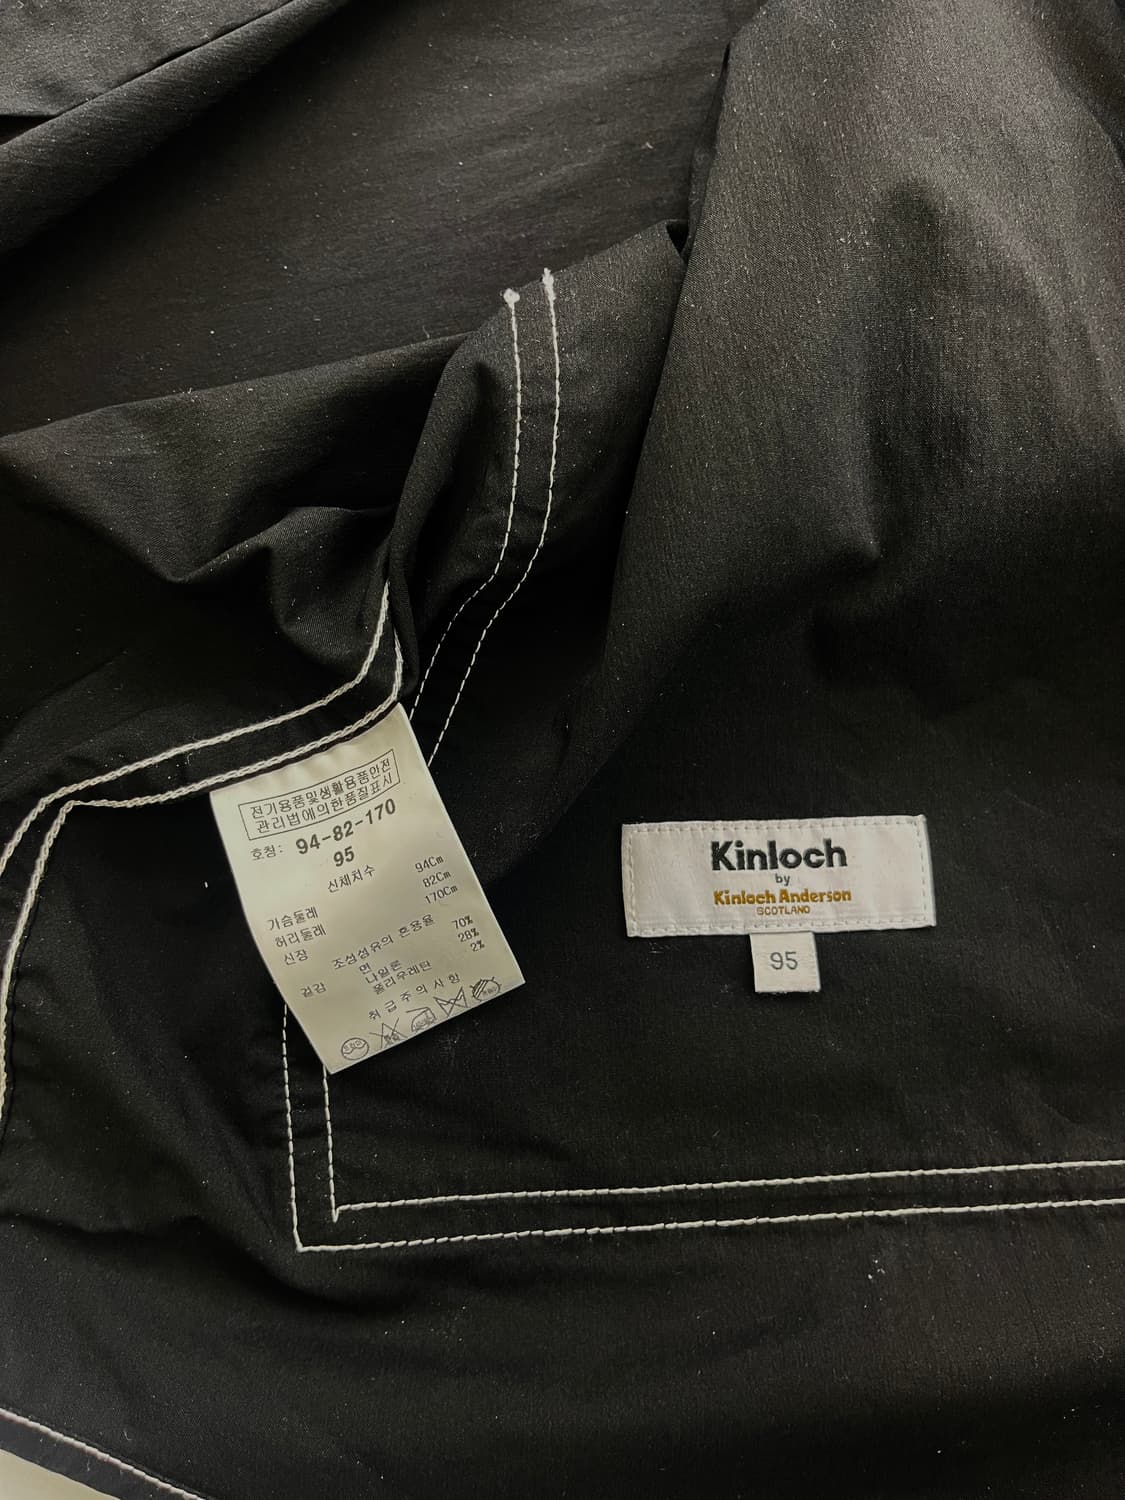 전기용품및생활용품안전
관리법에의한품질표시
호칭: 94-82-170
95
신체치수
가슴둘레 94Cm
허리둘레 82Cm
신장 170Cm
조성섬유의 혼용율
겉감 면 70%
나일론 28%
폴리우레탄 2%
취급주의사항
Kinloch
by
Kinloch Anderson
SCOTLAND
95